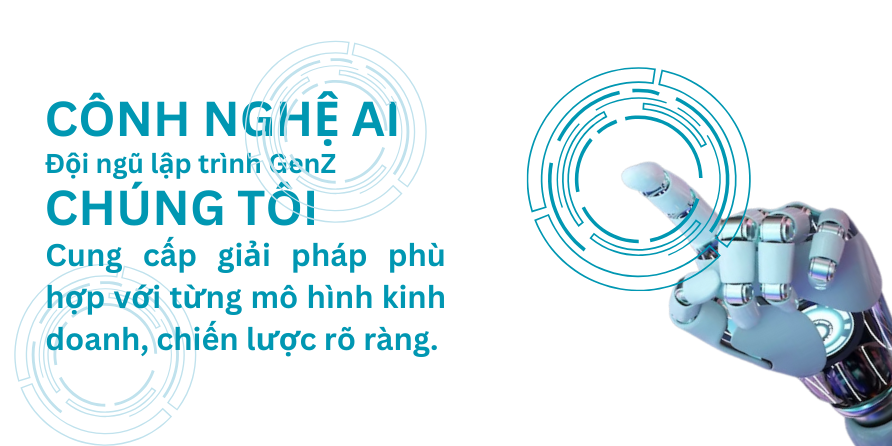 CÔNH NGHỆ AI
Đội ngũ lập trình GenZ
CHÚNG TÔI
Cung cấp giải pháp phù
hợp với từng mô hình kinh
doanh, chiến lược rõ ràng.